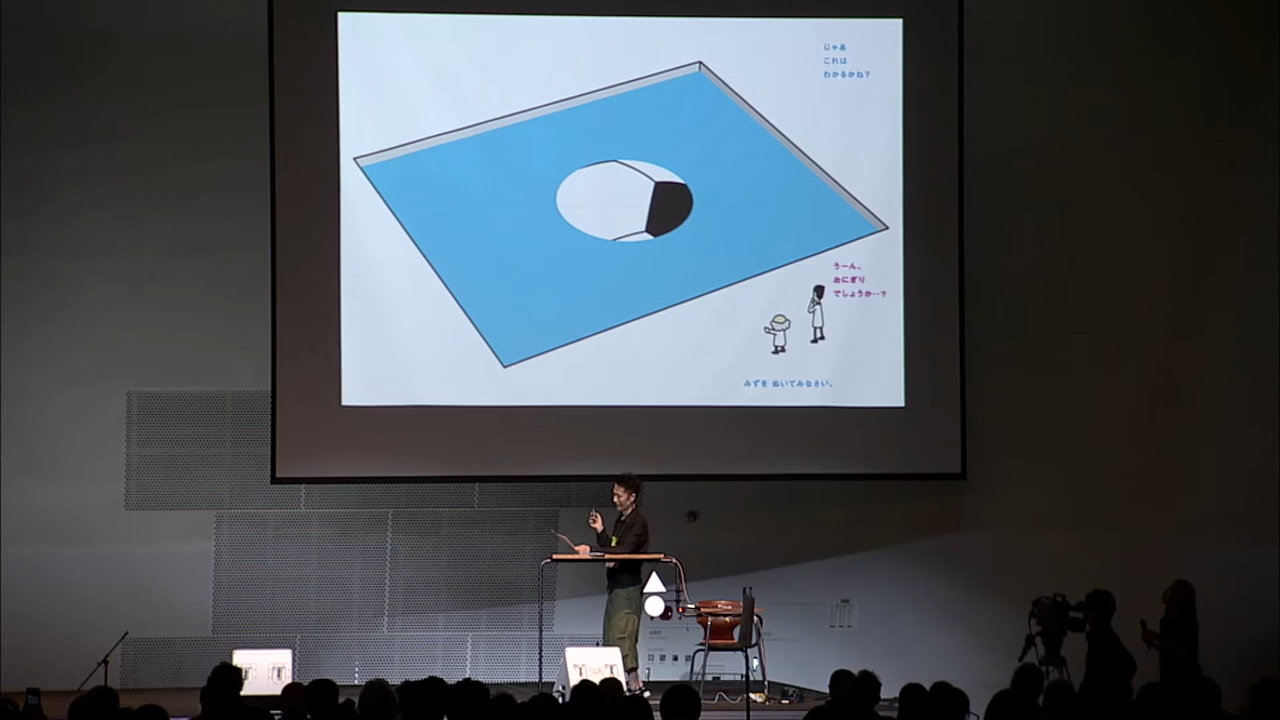 じゃあ
これは
わかるかね？
うーん。
おにぎり
でしょうか…？
みずを ぬいてみなさい。